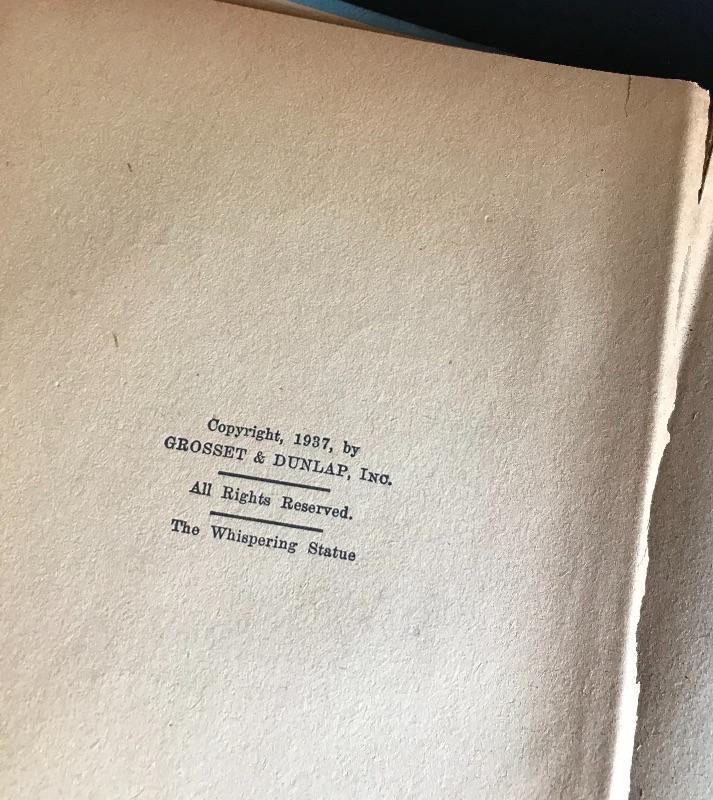 Copyright, 1937, by
GROSSET & DUNLAP, INC.
All Rights Reserved.
The Whispering Statue